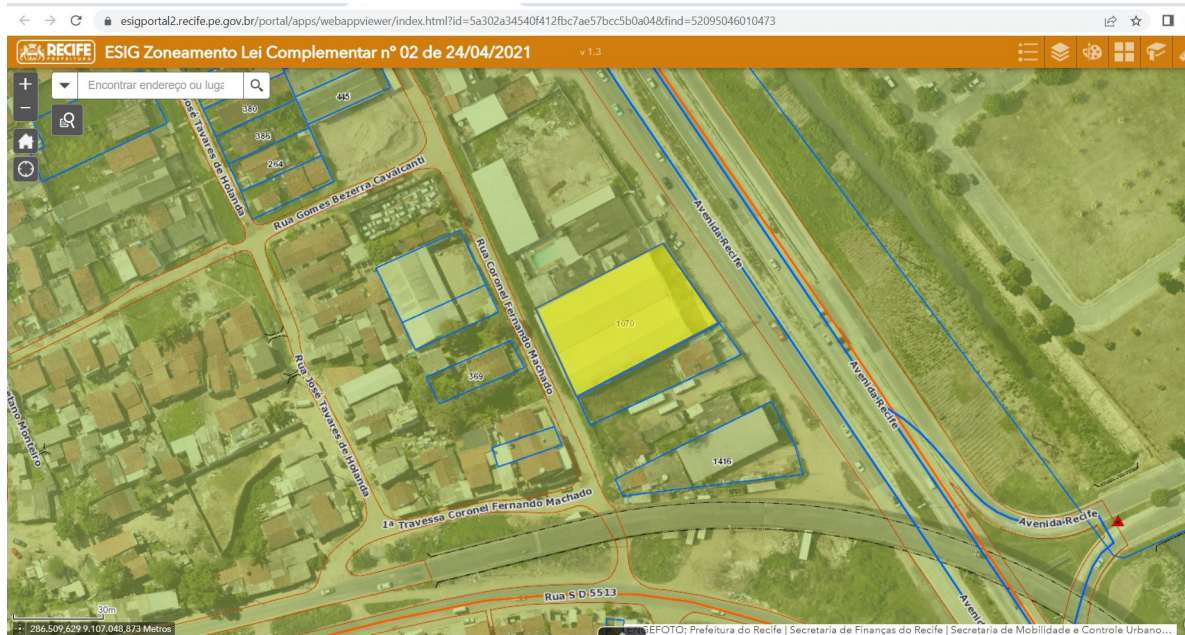 esigportal2.recife.pe.gov.br/portal/apps/webappviewer/index.html?id=5a302a34540f412fbc7ae57bcc5b0a04&find=52095046010473
RECIFE
PREFEITURA
ESIG Zoneamento Lei Complementar nº 02 de 24/04/2021
v 1.3
Encontrar endereço ou luga
445
380
386
264
José Tavares de Holanda
Rua Gomes Bezerra Cavalcanti
Rua Coronel Fernando Machado
Avenida Recife
1070
369
Rua José Tavares de Holanda
Avenida Recife
Monteiro
1416
1ª Travessa Coronel Fernando Machado
Avenida Recife
Rua S D 5513
Aveni
30m
286.509,629 9.107.048,873 Metros
ENGEFOTO; Prefeitura do Recife | Secretaria de Finanças do Recife | Secretaria de Mobilidade e Controle Urbano...